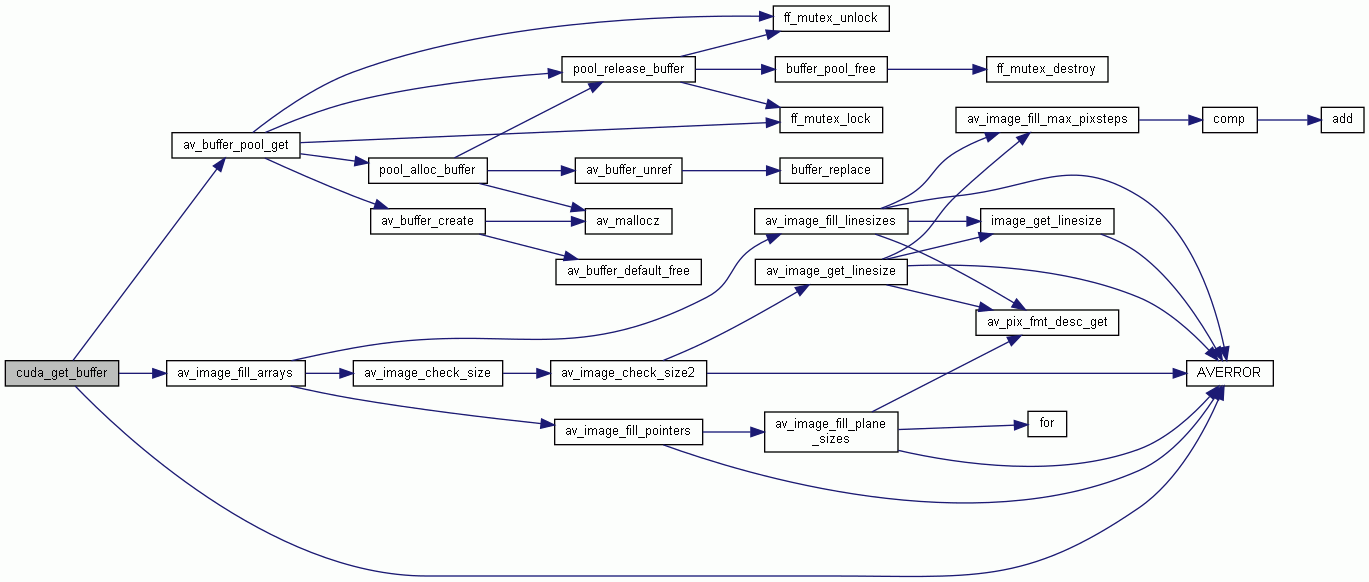 ff_mutex_unlock
pool_release_buffer
buffer_pool_free
ff_mutex_destroy
ff_mutex_lock
av_image_fill_max_pixsteps
comp
add
av_buffer_pool_get
pool_alloc_buffer
av_buffer_unref
buffer_replace
av_buffer_create
av_mallocz
av_image_fill_linesizes
image_get_linesize
av_buffer_default_free
av_image_get_linesize
av_pix_fmt_desc_get
cuda_get_buffer
av_image_fill_arrays
av_image_check_size
av_image_check_size2
AVERROR
av_image_fill_pointers
av_image_fill_plane
_sizes
for